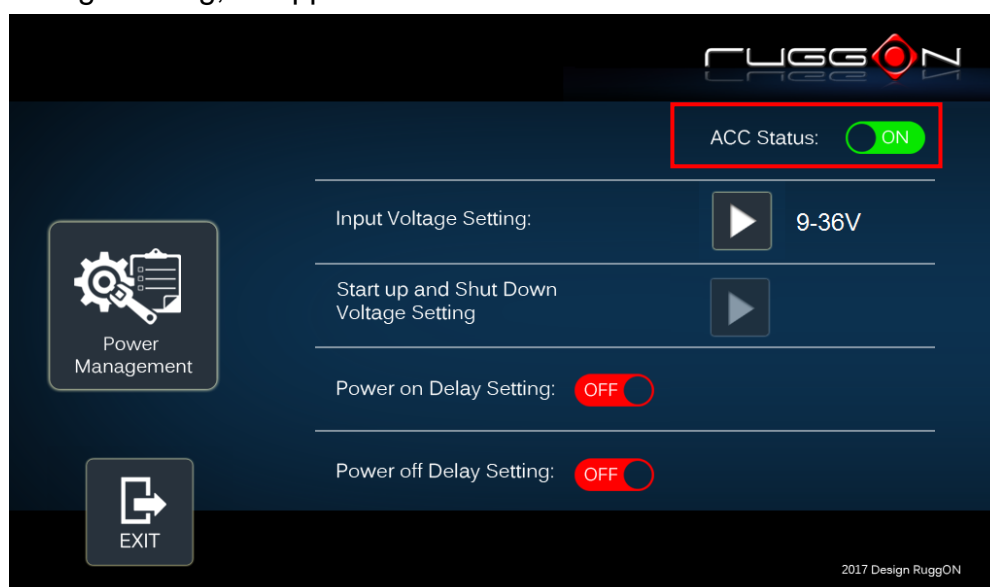 RUGGON
ACC Status: ON
Input Voltage Setting: 9-36V
Start up and Shut Down
Voltage Setting
Power
Management
Power on Delay Setting: OFF
Power off Delay Setting: OFF
EXIT
2017 Design RuggON